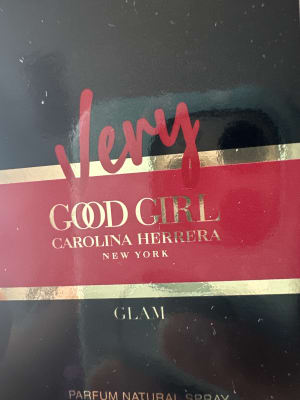 Very
GOOD GIRL
CAROLINA HERRERA
NEW YORK
GLAM
PARFUM NATURAL SPRAY